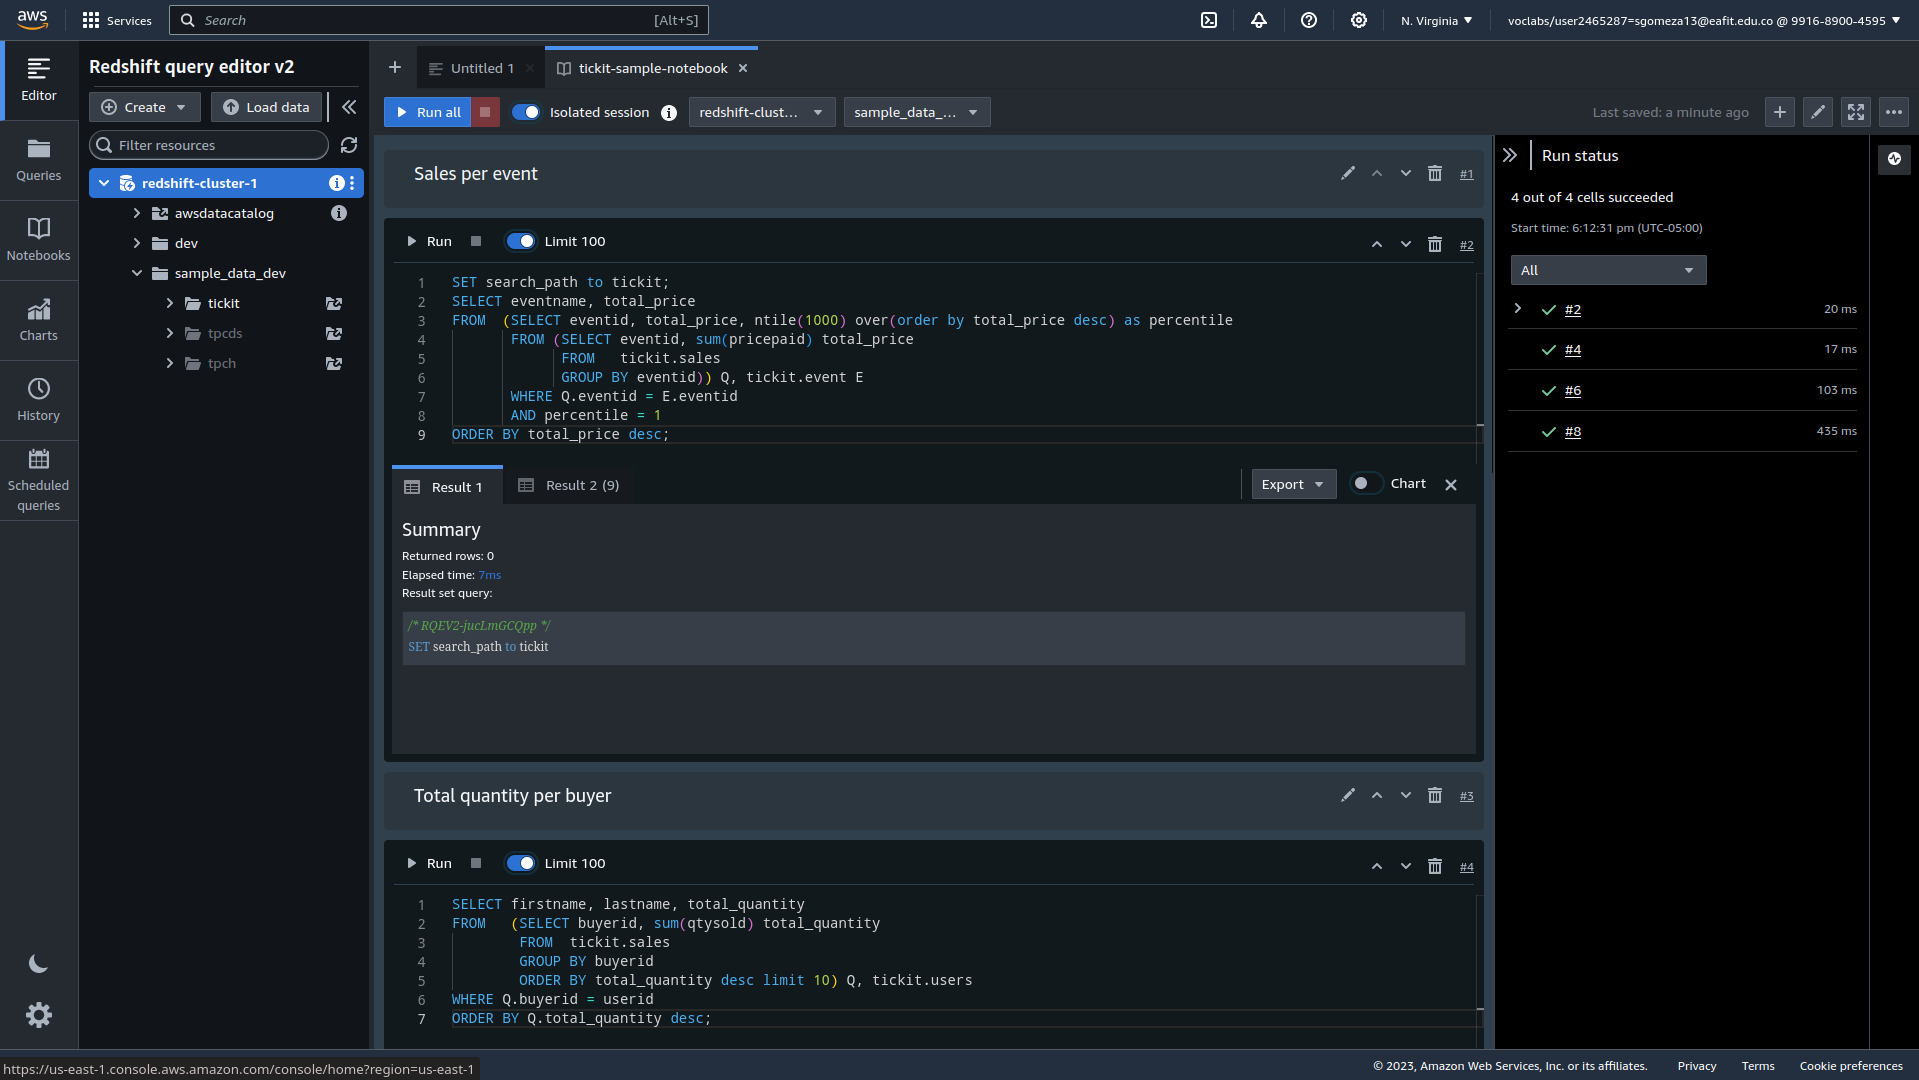 aws
Services
Search
[Alt+S]
N. Virginia
voclabs/user2465287=sgomeza13@eafit.edu.co @ 9916-8900-4595
Editor
Queries
Notebooks
Charts
History
Scheduled
queries
Redshift query editor v2
Create
Load data
Filter resources
redshift-cluster-1
awsdatacatalog
dev
sample_data_dev
tickit
tpcds
tpch
Untitled 1
tickit-sample-notebook
Run all
Isolated session
redshift-clust...
sample_data_...
Last saved: a minute ago
Sales per event
#1
Run
Limit 100
#2
1 SET search_path to tickit;
2 SELECT eventname, total_price
3 FROM (SELECT eventid, total_price, ntile(1000) over(order by total_price desc) as percentile
4 FROM (SELECT eventid, sum(pricepaid) total_price
5 FROM tickit.sales
6 GROUP BY eventid)) Q, tickit.event E
7 WHERE Q.eventid = E.eventid
8 AND percentile = 1
9 ORDER BY total_price desc;
Result 1
Result 2 (9)
Export
Chart
Summary
Returned rows: 0
Elapsed time: 7ms
Result set query:
/* RQEV2-jucLmGCQpp */
SET search_path to tickit
Total quantity per buyer
#3
Run
Limit 100
#4
1 SELECT firstname, lastname, total_quantity
2 FROM (SELECT buyerid, sum(qtysold) total_quantity
3 FROM tickit.sales
4 GROUP BY buyerid
5 ORDER BY total_quantity desc limit 10) Q, tickit.users
6 WHERE Q.buyerid = userid
7 ORDER BY Q.total_quantity desc;
Run status
4 out of 4 cells succeeded
Start time: 6:12:31 pm (UTC-05:00)
All
#2 20 ms
#4 17 ms
#6 103 ms
#8 435 ms
https://us-east-1.console.aws.amazon.com/console/home?region=us-east-1
© 2023, Amazon Web Services, Inc. or its affiliates.
Privacy
Terms
Cookie preferences